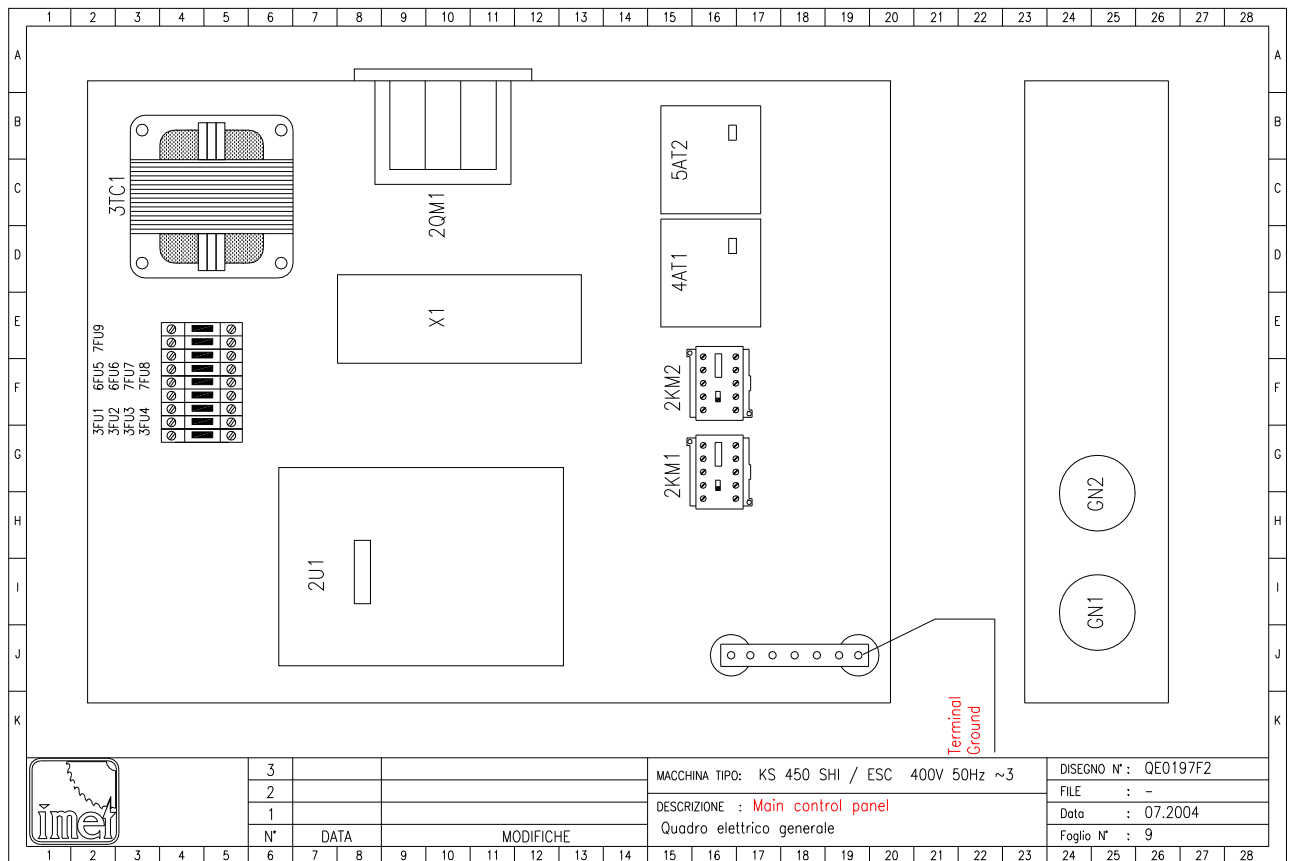 1 2 3 4 5 6 7 8 9 10 11 12 13 14 15 16 17 18 19 20 21 22 23 24 25 26 27 28
A A
B B
C C
D D
E E
F F
G G
H H
I I
J J
K K
3TC1
2QM1
5AT2
4AT1
X1
7FU9
6FU5
6FU6
7FU7
7FU8
3FU1
3FU2
3FU3
3FU4
2KM2
2KM1
2U1
GN2
GN1
Terminal
Ground
imet
3
2
1
N° DATA MODIFICHE
MACCHINA TIPO: KS 450 SHI / ESC 400V 50Hz ~3
DESCRIZIONE : Main control panel
Quadro elettrico generale
DISEGNO N° : QE0197F2
FILE : -
Data : 07.2004
Foglio N° : 9
1 2 3 4 5 6 7 8 9 10 11 12 13 14 15 16 17 18 19 20 21 22 23 24 25 26 27 28